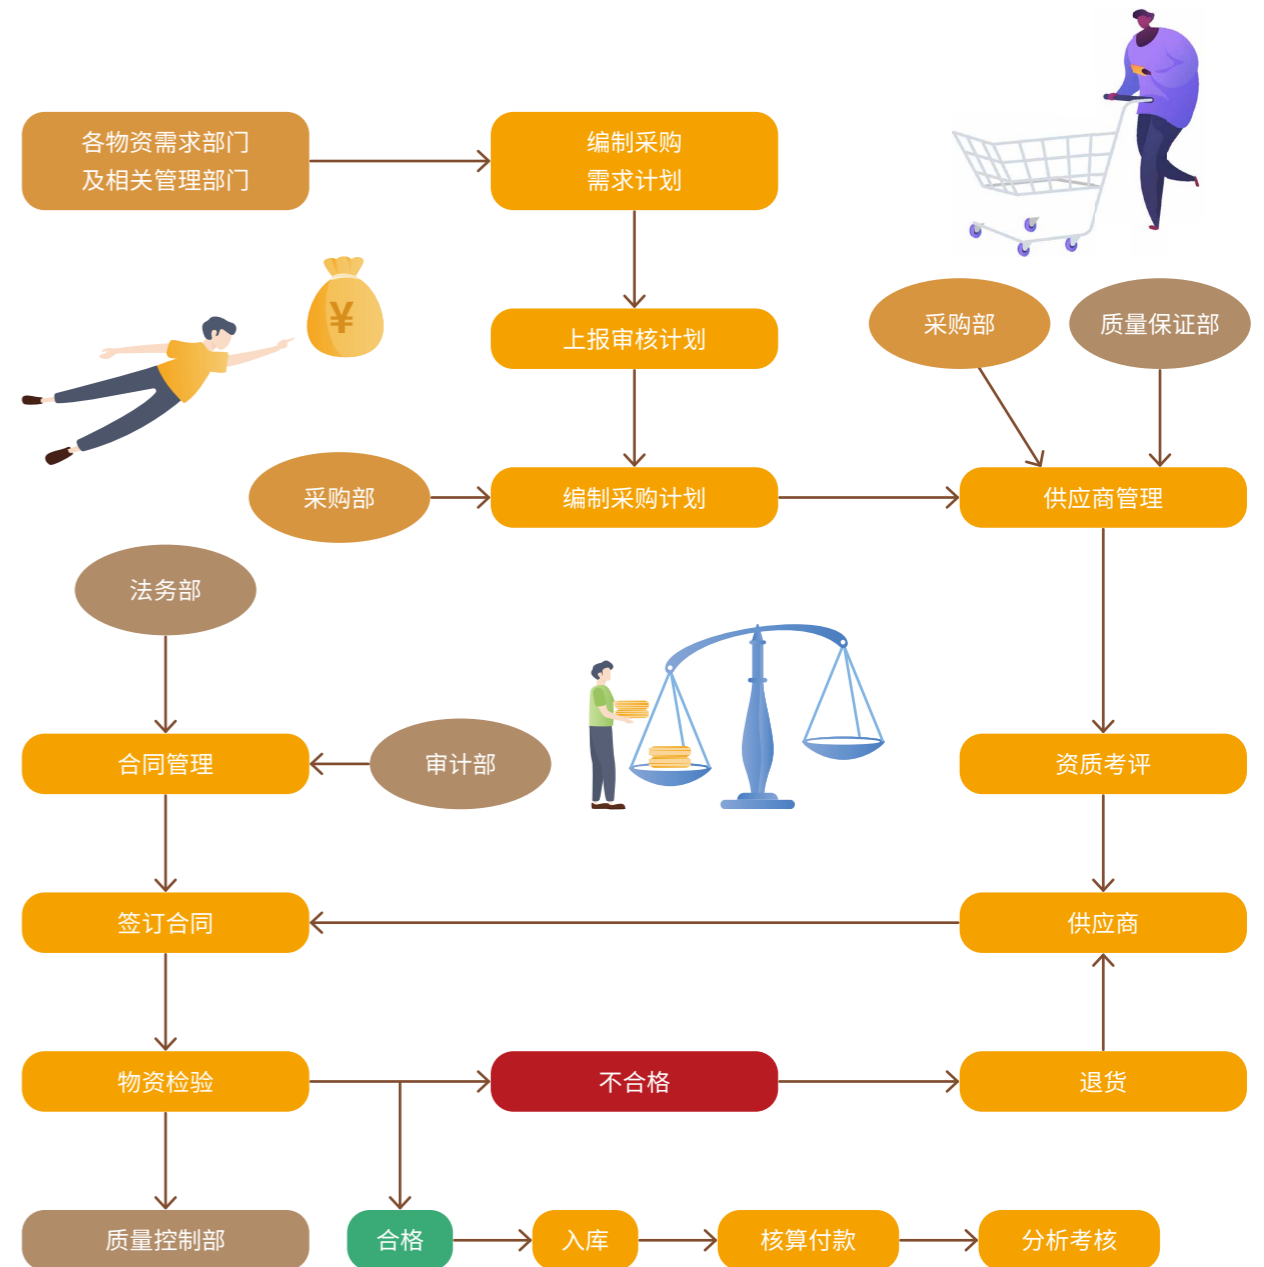 各物资需求部门
及相关管理部门
编制采购
需求计划
¥
上报审核计划
采购部
质量保证部
采购部
编制采购计划
供应商管理
法务部
合同管理
审计部
资质考评
签订合同
供应商
物资检验
不合格
退货
质量控制部
合格
入库
核算付款
分析考核